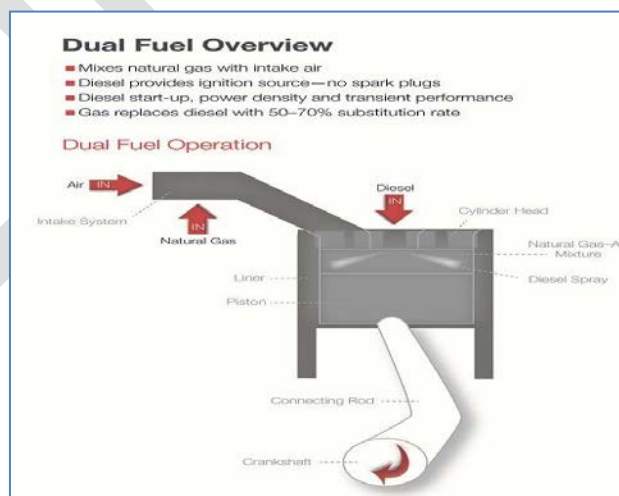 Dual Fuel Overview
Mixes natural gas with intake air
Diesel provides ignition source—no spark plugs
Diesel start-up, power density and transient performance
Gas replaces diesel with 50–70% substitution rate
Dual Fuel Operation
Air
IN
Diesel
IN
Cylinder Head
Intake System
IN
Natural Gas
Natural Gas–A
Mixture
Liner
Diesel Spray
Piston
Connecting Rod
Crankshaft